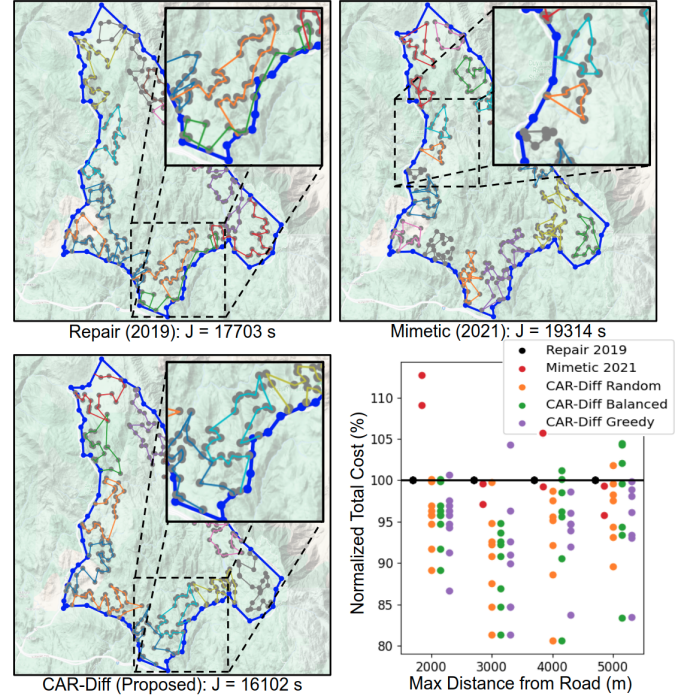 Repair (2019): J = 17703 s
Mimetic (2021): J = 19314 s
CAR-Diff (Proposed): J = 16102 s
Repair 2019
Mimetic 2021
CAR-Diff Random
CAR-Diff Balanced
CAR-Diff Greedy
Normalized Total Cost (%)
110
105
100
95
90
85
80
2000
3000
4000
5000
Max Distance from Road (m)